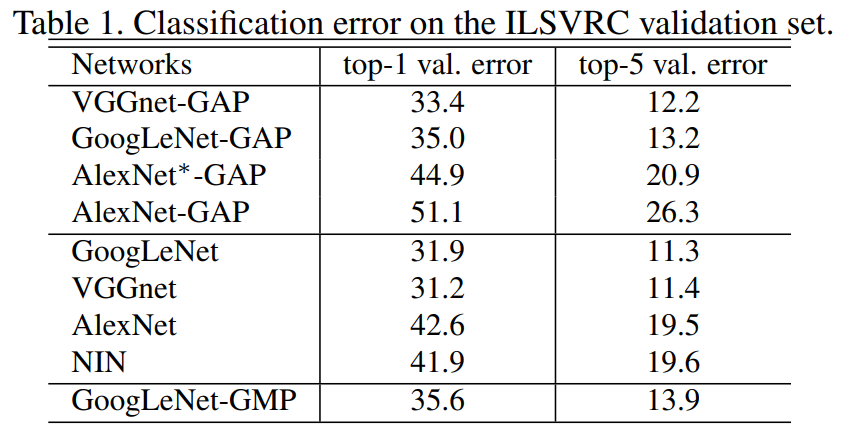 Table 1. Classification error on the ILSVRC validation set.
Networks top-1 val. error top-5 val. error
VGGnet-GAP 33.4 12.2
GoogLeNet-GAP 35.0 13.2
AlexNet*-GAP 44.9 20.9
AlexNet-GAP 51.1 26.3
GoogLeNet 31.9 11.3
VGGnet 31.2 11.4
AlexNet 42.6 19.5
NIN 41.9 19.6
GoogLeNet-GMP 35.6 13.9